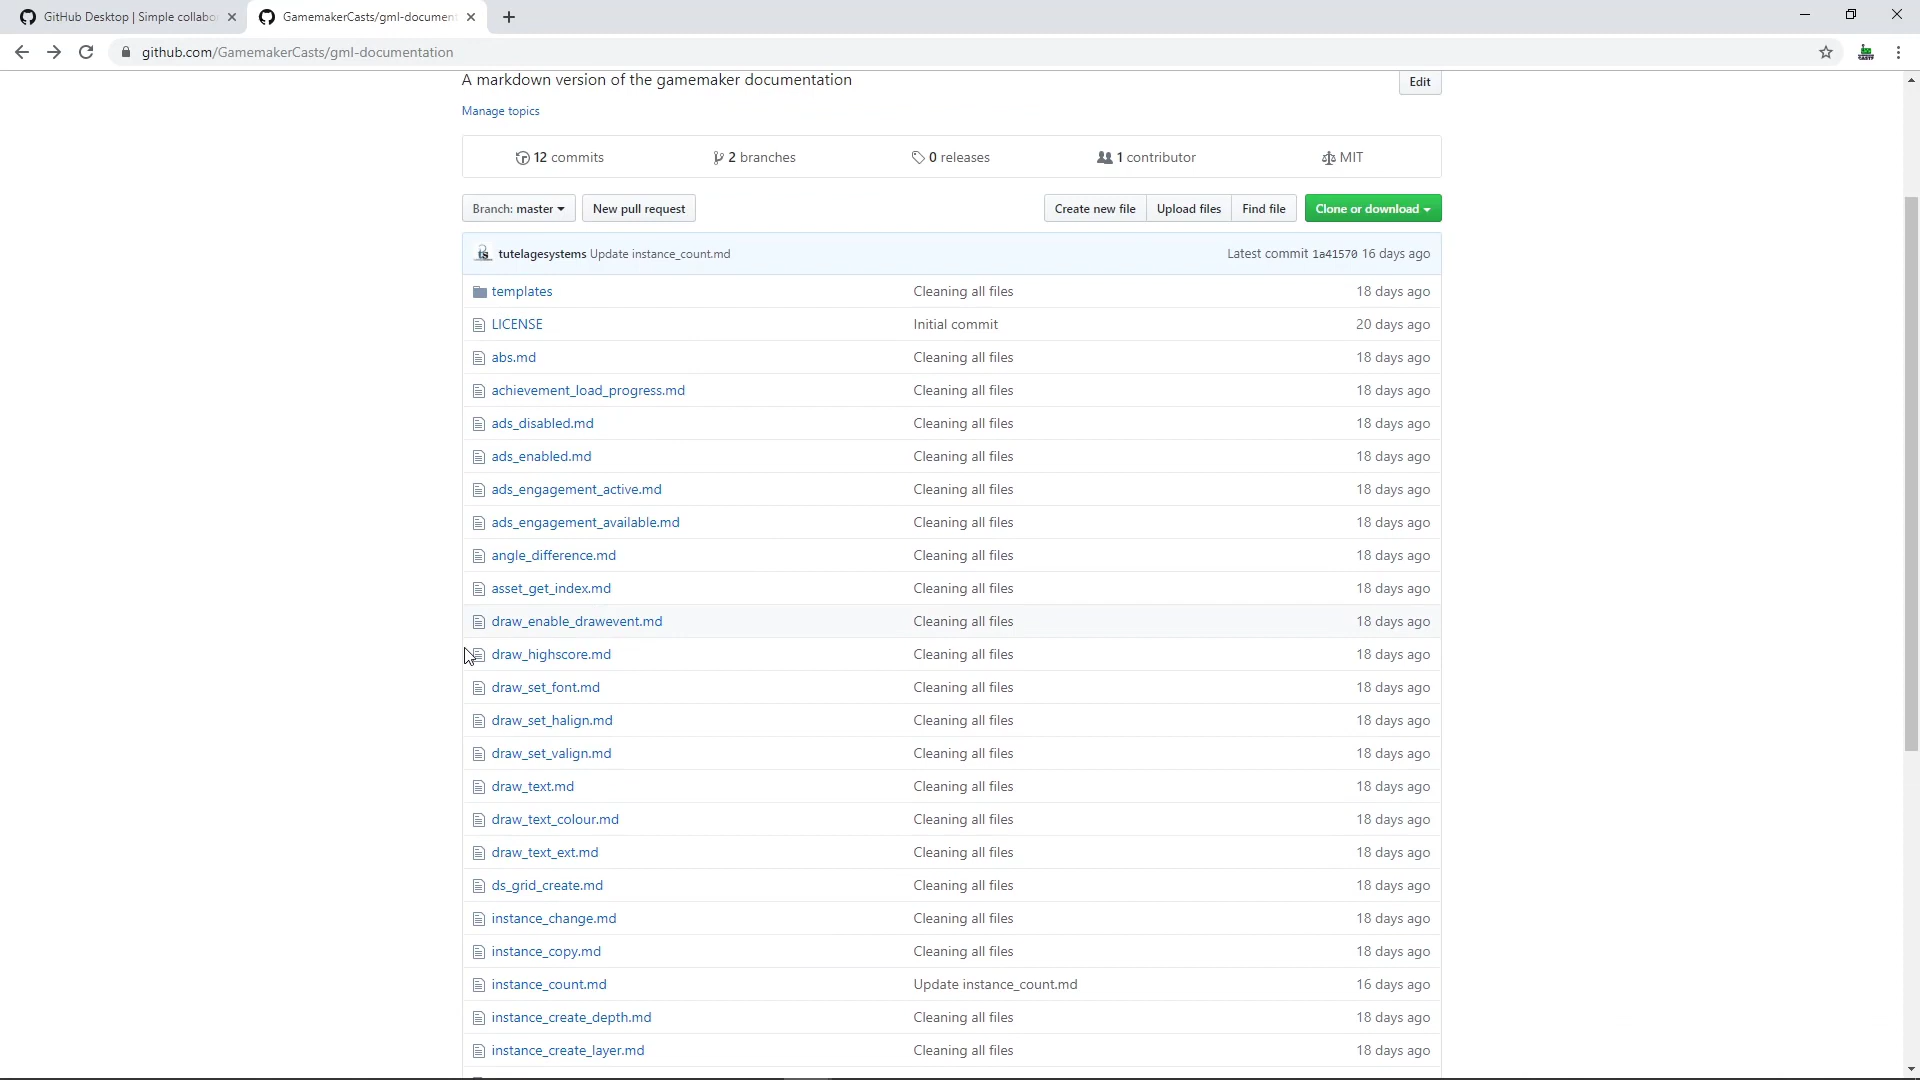 GitHub Desktop | Simple collabo
GamemakerCasts/gml-document
github.com/GamemakerCasts/gml-documentation
A markdown version of the gamemaker documentation
Edit
Manage topics
12 commits 2 branches 0 releases 1 contributor MIT
Branch: master New pull request Create new file Upload files Find file Clone or download
tutelagesystems Update instance_count.md Latest commit 1a41570 16 days ago
templates Cleaning all files 18 days ago
LICENSE Initial commit 20 days ago
abs.md Cleaning all files 18 days ago
achievement_load_progress.md Cleaning all files 18 days ago
ads_disabled.md Cleaning all files 18 days ago
ads_enabled.md Cleaning all files 18 days ago
ads_engagement_active.md Cleaning all files 18 days ago
ads_engagement_available.md Cleaning all files 18 days ago
angle_difference.md Cleaning all files 18 days ago
asset_get_index.md Cleaning all files 18 days ago
draw_enable_drawevent.md Cleaning all files 18 days ago
draw_highscore.md Cleaning all files 18 days ago
draw_set_font.md Cleaning all files 18 days ago
draw_set_halign.md Cleaning all files 18 days ago
draw_set_valign.md Cleaning all files 18 days ago
draw_text.md Cleaning all files 18 days ago
draw_text_colour.md Cleaning all files 18 days ago
draw_text_ext.md Cleaning all files 18 days ago
ds_grid_create.md Cleaning all files 18 days ago
instance_change.md Cleaning all files 18 days ago
instance_copy.md Cleaning all files 18 days ago
instance_count.md Update instance_count.md 16 days ago
instance_create_depth.md Cleaning all files 18 days ago
instance_create_layer.md Cleaning all files 18 days ago